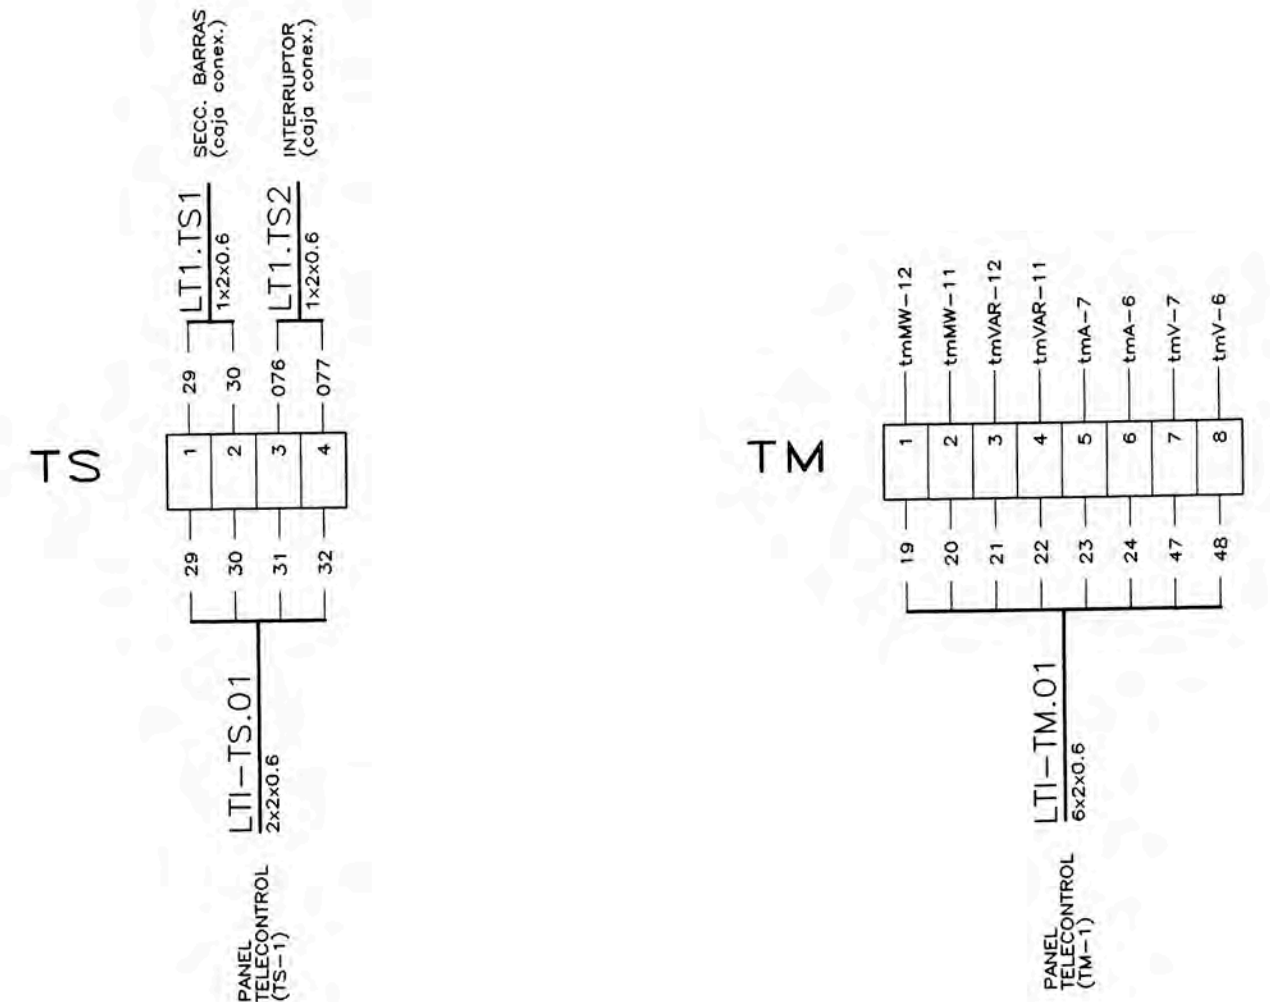 SECC. BARRAS
(caja conex.)
INTERRUPTOR
(caja conex.)
LT1.TS1
1x2x0.6
LT1.TS2
1x2x0.6
29
30
076
077
TS
1
2
3
4
29
30
31
32
LTI-TS.01
2x2x0.6
PANEL
TELECONTROL
(TS-1)
tmMW-12
tmMW-11
tmVAR-12
tmVAR-11
tmA-7
tmA-6
tmV-7
tmV-6
TM
1
2
3
4
5
6
7
8
19
20
21
22
23
24
47
48
LTI-TM.01
6x2x0.6
PANEL
TELECONTROL
(TM-1)